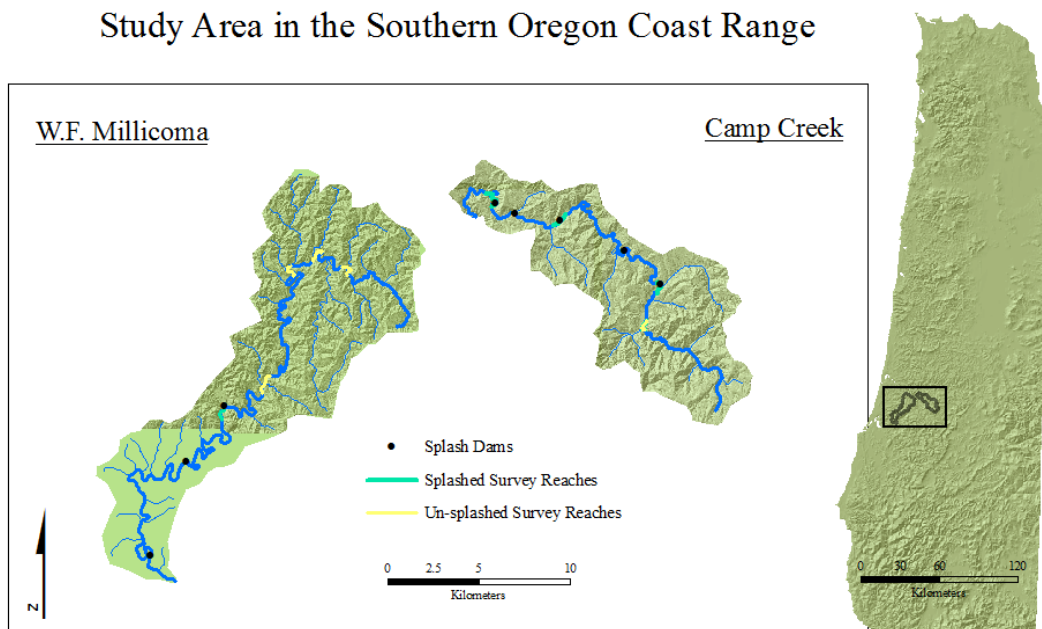 Study Area in the Southern Oregon Coast Range
W.F. Millicoma
Camp Creek
Splash Dams
Splashed Survey Reaches
Un-splashed Survey Reaches
0 2.5 5 10
Kilometers
0 30 60 120
Kilometers
N